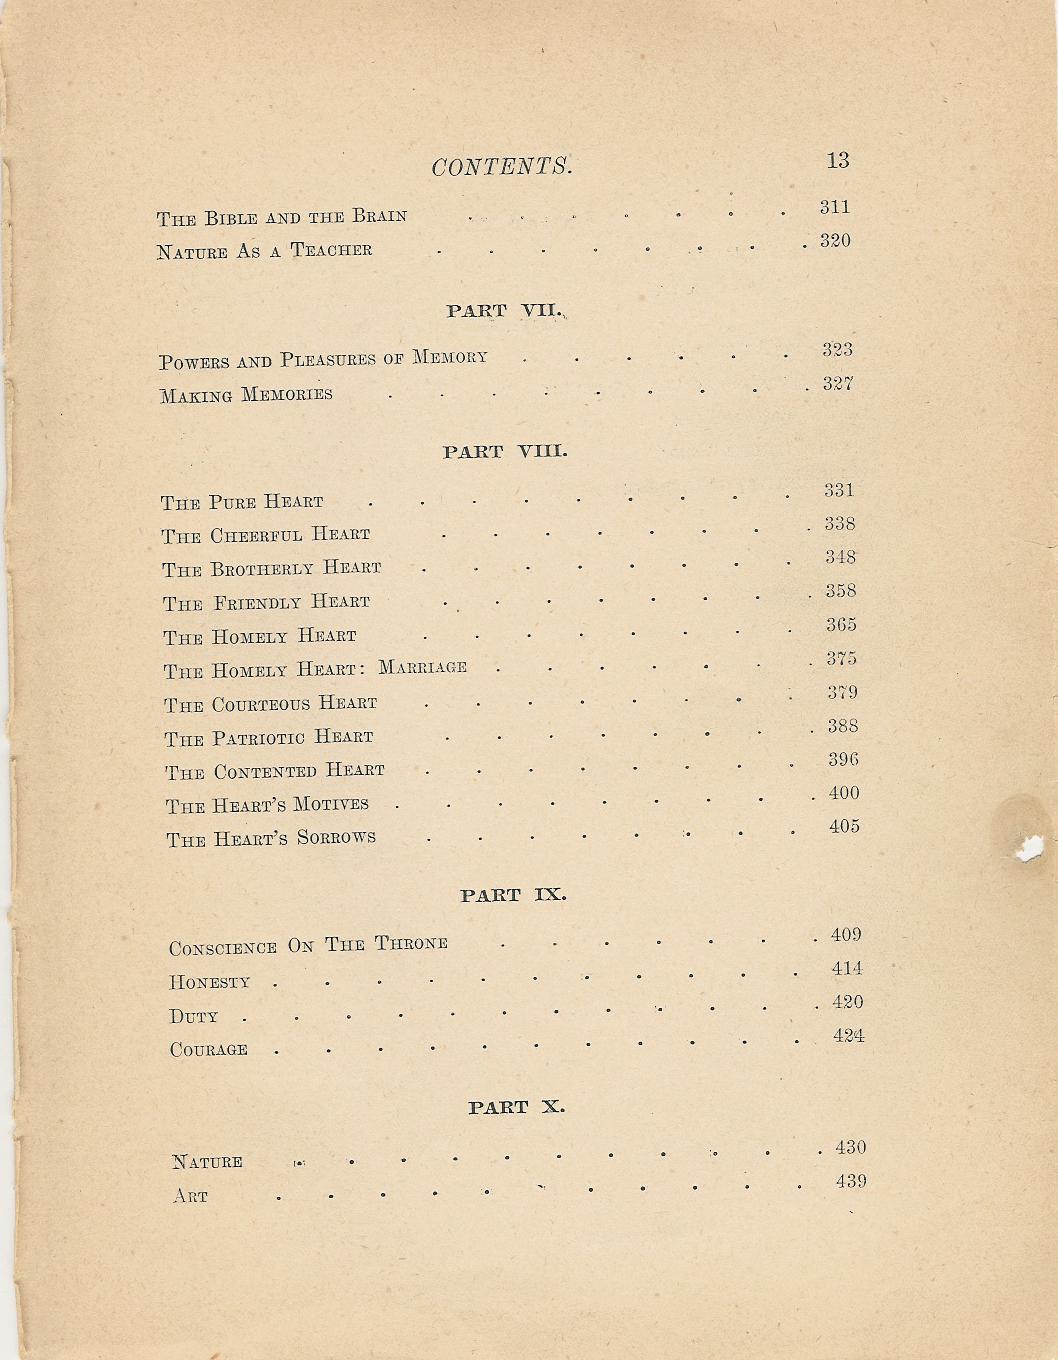 CONTENTS. 13
The Bible and the Brain . . . . . . . 311
Nature As a Teacher . . . . . . . . 320
PART VII.
Powers and Pleasures of Memory . . . . . . 323
Making Memories . . . . . . . . . 327
PART VIII.
The Pure Heart . . . . . . . . . 331
The Cheerful Heart . . . . . . . . 338
The Brotherly Heart . . . . . . . . 348
The Friendly Heart . . . . . . . . 358
The Homely Heart . . . . . . . . 365
The Homely Heart: Marriage . . . . . . . 375
The Courteous Heart . . . . . . . . 379
The Patriotic Heart . . . . . . . . 388
The Contented Heart . . . . . . . . 396
The Heart's Motives . . . . . . . . . 400
The Heart's Sorrows . . . . . . . . 405
PART IX.
Conscience On The Throne . . . . . . . 409
Honesty . . . . . . . . . . . 414
Duty . . . . . . . . . . . . 420
Courage . . . . . . . . . . . 424
PART X.
Nature . . . . . . . . . . . 430
Art . . . . . . . . . . . 439